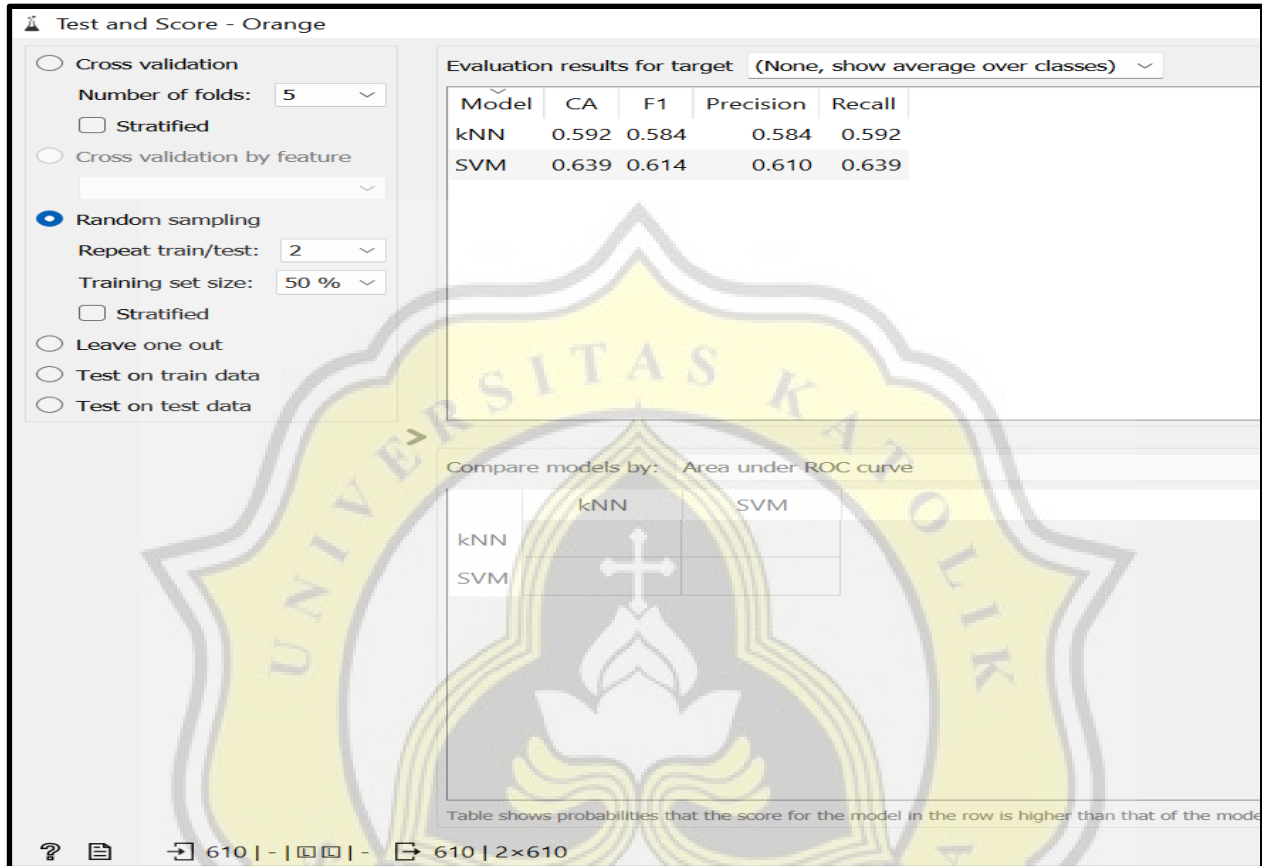 Test and Score - Orange
Cross validation
Number of folds: 5
Stratified
Cross validation by feature
Random sampling
Repeat train/test: 2
Training set size: 50 %
Stratified
Leave one out
Test on train data
Test on test data
>
Evaluation results for target (None, show average over classes)
Model CA F1 Precision Recall
kNN 0.592 0.584 0.584 0.592
SVM 0.639 0.614 0.610 0.639
Compare models by: Area under ROC curve
kNN SVM
kNN
SVM
Table shows probabilities that the score for the model in the row is higher than that of the mode
? 610 | - | | - 610 | 2×610
UNIVERSITAS KATOLIK